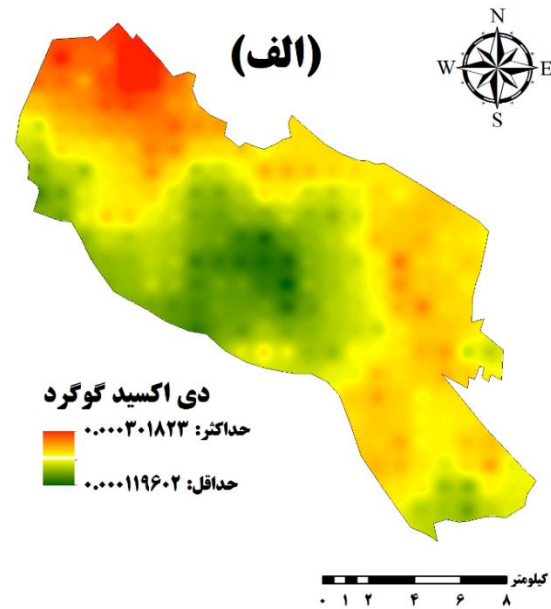 (الف)
N
W
E
S
دی اکسید گوگرد
حداکثر: ۰.۰۰۰۳۰۱۸۲۳
حداقل: ۰.۰۰۰۱۱۹۶۰۲
کیلومتر
۰ ۱ ۲ ۴ ۶ ۸